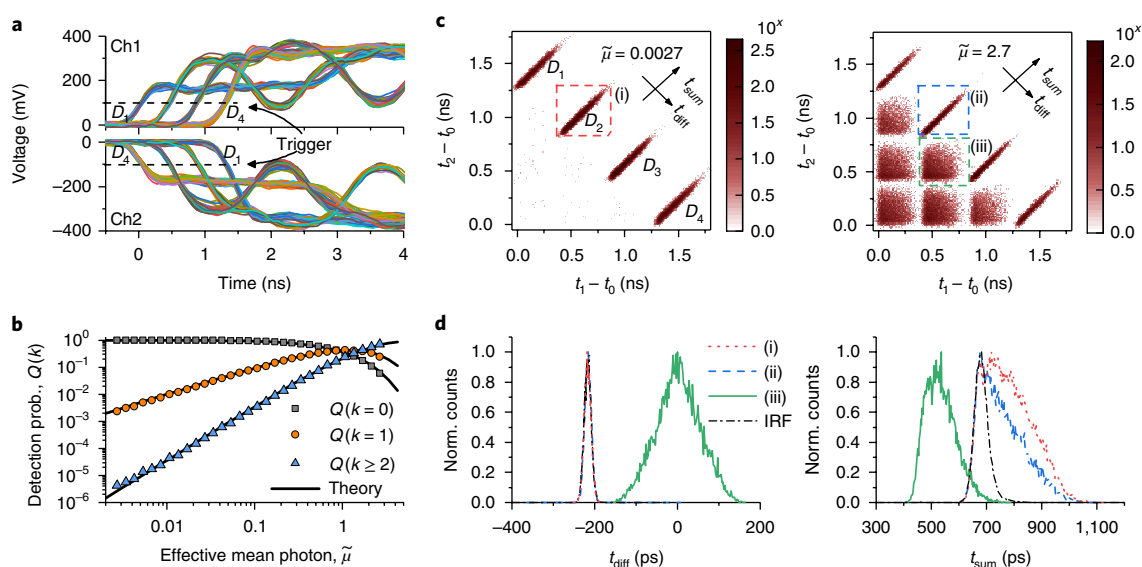 a
400
Ch1
200
D1
D4
0
Trigger
0
D4
D1
−200
Ch2
−400
Voltage (mV)
0
1
2
3
4
Time (ns)
b
10^0
10^−1
10^−2
10^−3
10^−4
10^−5
10^−6
Detection prob., Q(k)
Q(k = 0)
Q(k = 1)
Q(k ≥ 2)
Theory
0.01
0.1
1
Effective mean photon, μ̃
c
1.5
1.0
0.5
0.0
t2 − t0 (ns)
μ̃ = 0.0027
D1
(i)
D2
D3
D4
tsum
tdiff
0.0
0.5
1.0
1.5
t1 − t0 (ns)
10^x
2.5
2.0
1.5
1.0
0.5
0.0
1.5
1.0
0.5
0.0
t2 − t0 (ns)
μ̃ = 2.7
(ii)
(iii)
tsum
tdiff
0.0
0.5
1.0
1.5
t1 − t0 (ns)
10^x
2.0
1.5
1.0
0.5
0.0
d
1.0
0.8
0.6
0.4
0.2
0.0
Norm. counts
(i)
(ii)
(iii)
IRF
−400
−200
0
200
tdiff (ps)
1.0
0.8
0.6
0.4
0.2
0.0
Norm. counts
300
500
700
900
1,100
tsum (ps)